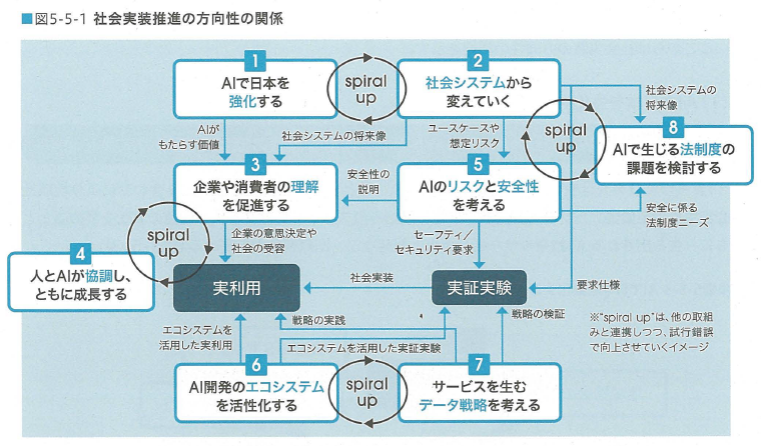 ■図5-5-1 社会実装推進の方向性の関係
1
AIで日本を
強化する
spiral
up
2
社会システムから
変えていく
社会システムの
将来像
AIが
もたらす価値
社会システムの将来像
ユースケースや
想定リスク
spiral
up
8
AIで生じる法制度の
課題を検討する
3
企業や消費者の理解
を促進する
安全性の
説明
5
AIのリスクと安全性
を考える
安全に係る
法制度ニーズ
spiral
up
企業の意思決定や
社会の受容
セーフティ／
セキュリティ要求
4
人とAIが協調し、
ともに成長する
実利用
社会実装
実証実験
要求仕様
エコシステムを
活用した実利用
戦略の実践
戦略の検証
エコシステムを活用した実証実験
※"spiral up"は、他の取組
みと連携しつつ、試行錯誤
で向上させていくイメージ
6
AI開発のエコシステム
を活性化する
spiral
up
7
サービスを生む
データ戦略を考える